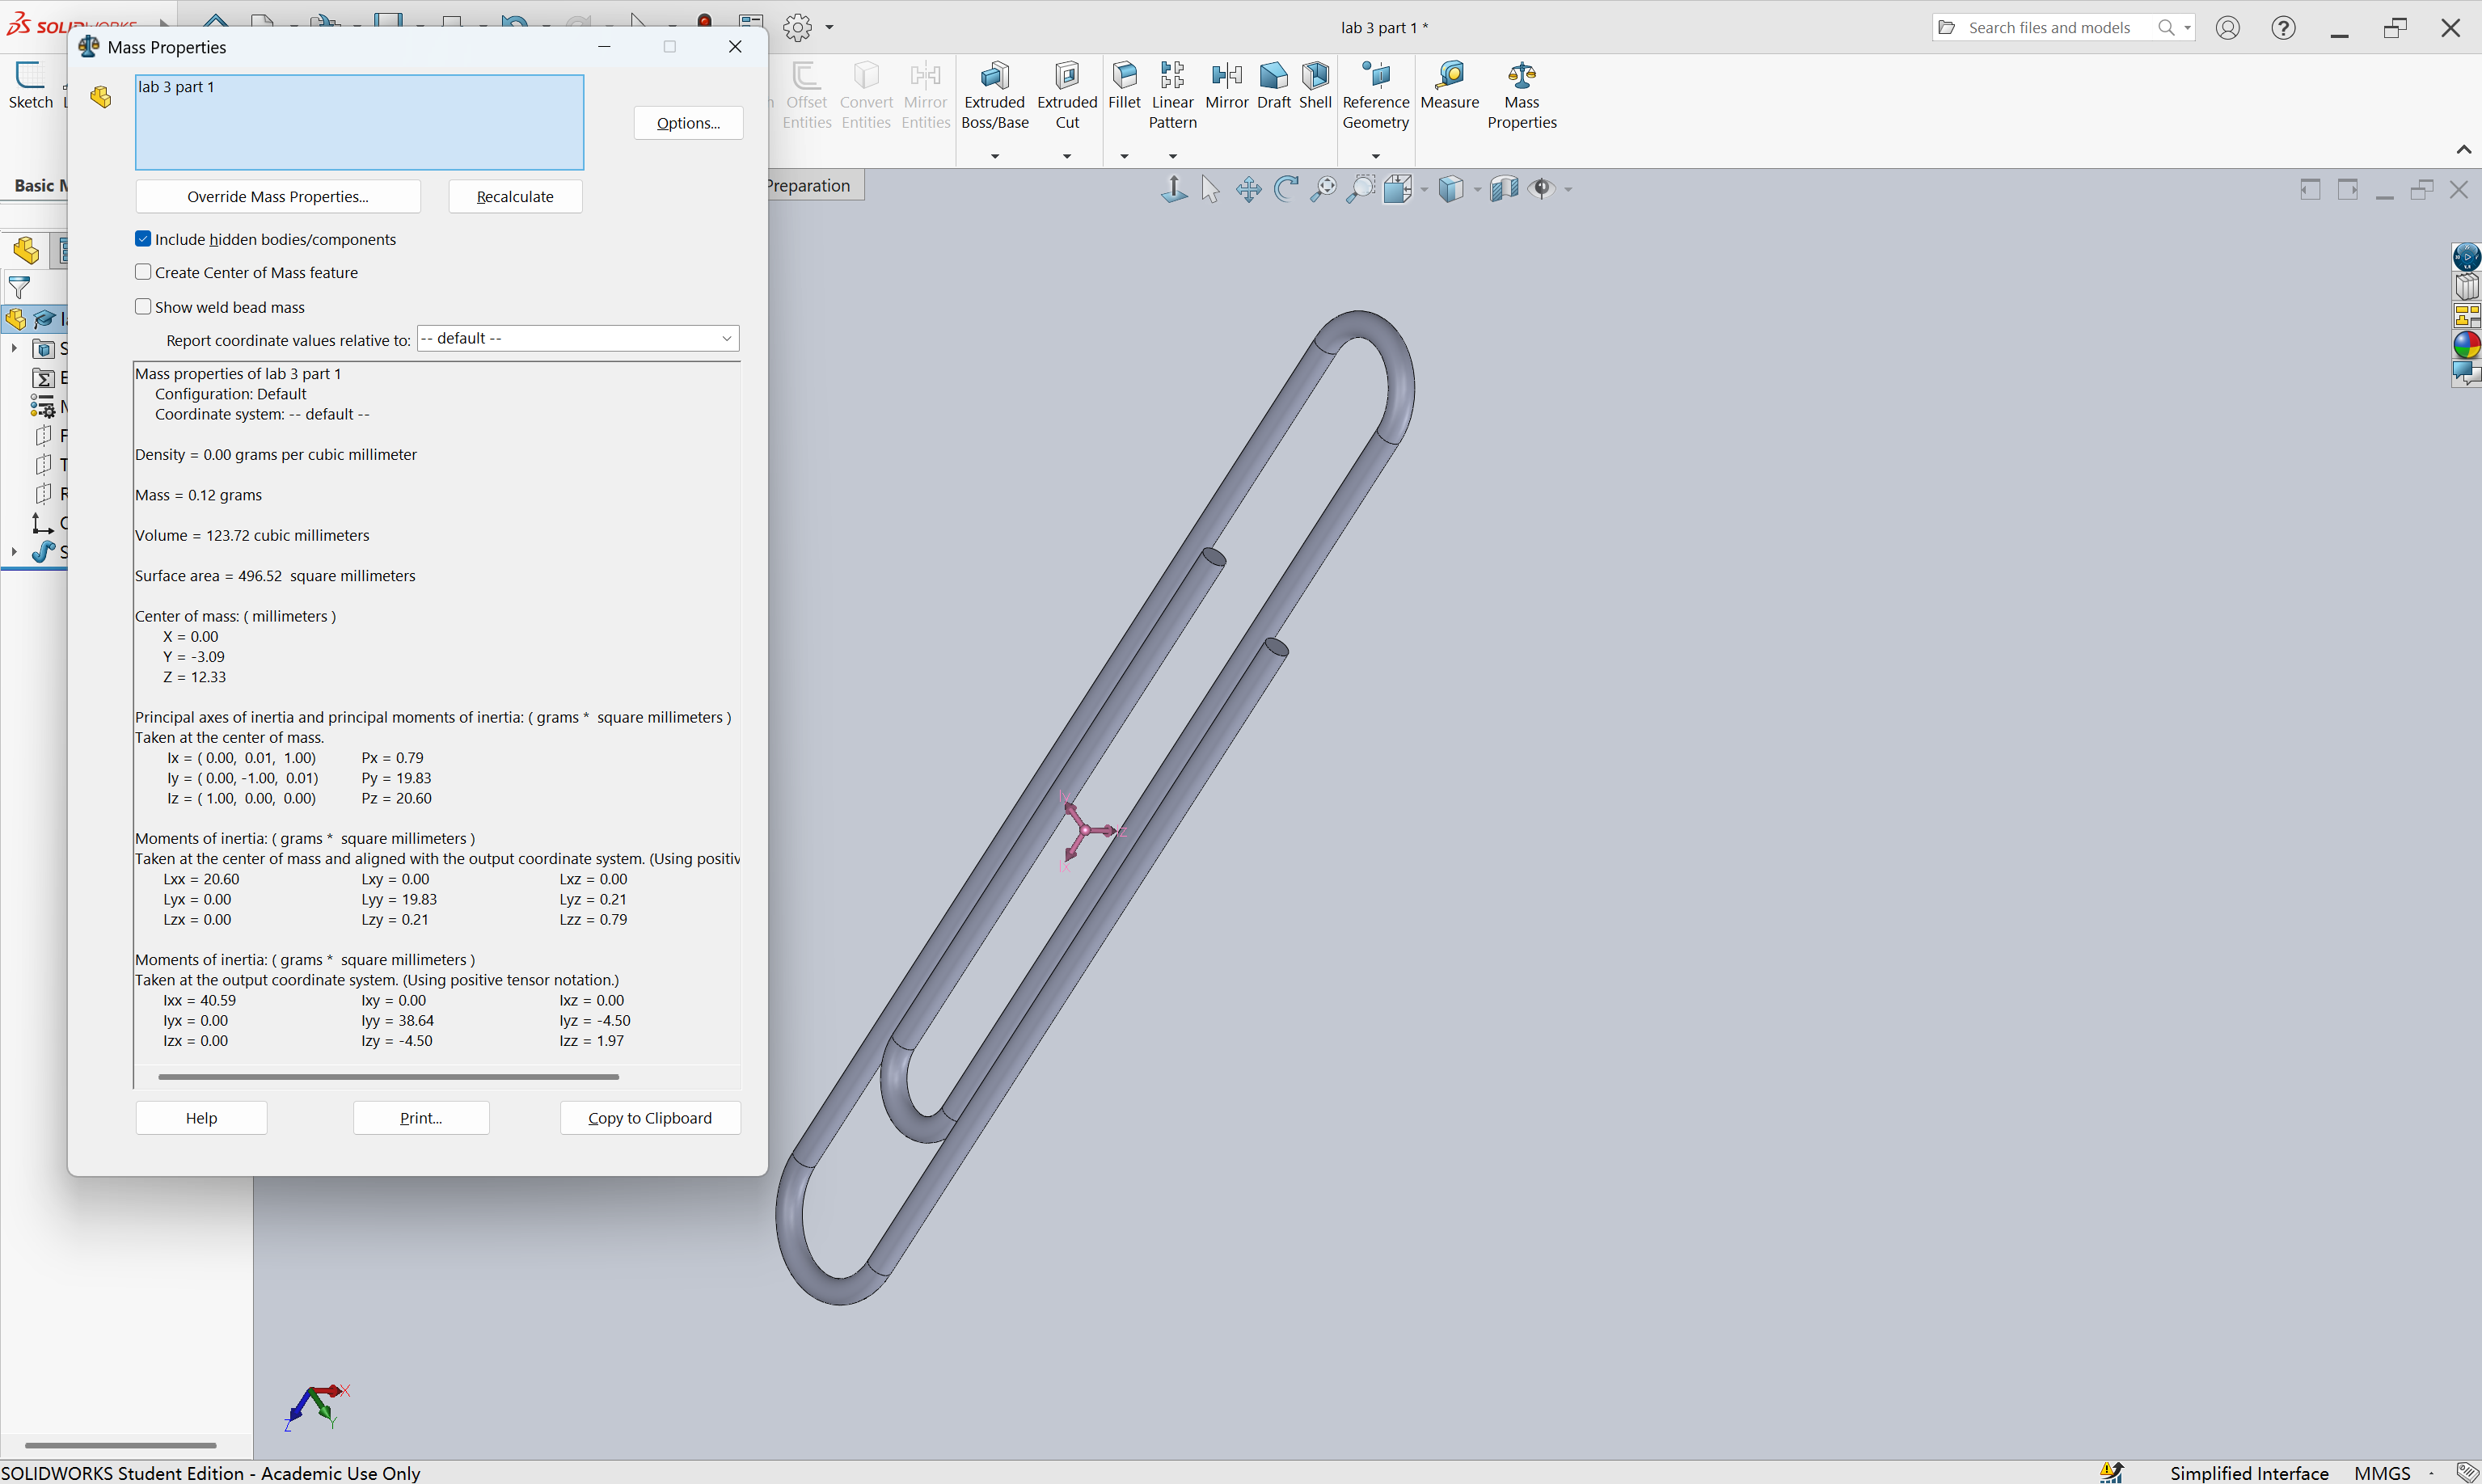 lab 3 part 1 *
Search files and models
Mass Properties
Sketch
lab 3 part 1
Options...
Offset
Entities
Convert
Entities
Mirror
Entities
Extruded
Boss/Base
Extruded
Cut
Fillet
Linear
Pattern
Mirror
Draft
Shell
Reference
Geometry
Measure
Mass
Properties
Basic
Preparation
Override Mass Properties...
Recalculate
Include hidden bodies/components
Create Center of Mass feature
Show weld bead mass
Report coordinate values relative to: -- default --
Mass properties of lab 3 part 1
Configuration: Default
Coordinate system: -- default --
Density = 0.00 grams per cubic millimeter
Mass = 0.12 grams
Volume = 123.72 cubic millimeters
Surface area = 496.52 square millimeters
Center of mass: ( millimeters )
X = 0.00
Y = -3.09
Z = 12.33
Principal axes of inertia and principal moments of inertia: ( grams * square millimeters )
Taken at the center of mass.
Ix = ( 0.00, 0.01, 1.00) Px = 0.79
Iy = ( 0.00, -1.00, 0.01) Py = 19.83
Iz = ( 1.00, 0.00, 0.00) Pz = 20.60
Moments of inertia: ( grams * square millimeters )
Taken at the center of mass and aligned with the output coordinate system. (Using positiv
Lxx = 20.60 Lxy = 0.00 Lxz = 0.00
Lyx = 0.00 Lyy = 19.83 Lyz = 0.21
Lzx = 0.00 Lzy = 0.21 Lzz = 0.79
Moments of inertia: ( grams * square millimeters )
Taken at the output coordinate system. (Using positive tensor notation.)
Ixx = 40.59 Ixy = 0.00 Ixz = 0.00
Iyx = 0.00 Iyy = 38.64 Iyz = -4.50
Izx = 0.00 Izy = -4.50 Izz = 1.97
Help
Print...
Copy to Clipboard
X
Y
Z
SOLIDWORKS Student Edition - Academic Use Only
Simplified Interface
MMGS